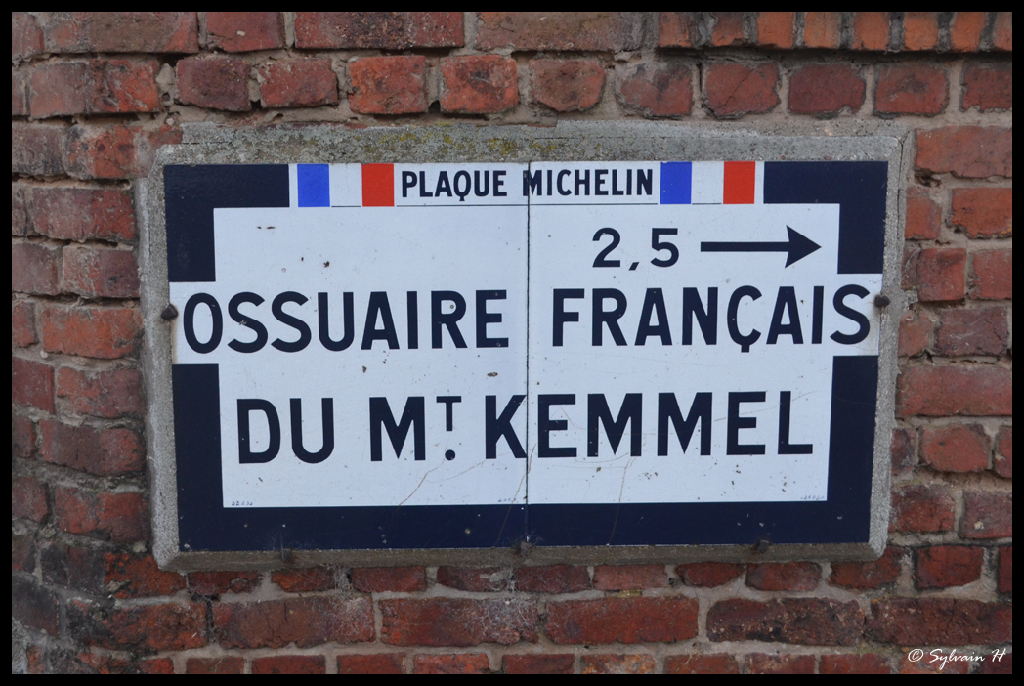 PLAQUE MICHELIN
2,5
OSSUAIRE FRANÇAIS
DU MT. KEMMEL
© Sylvain H